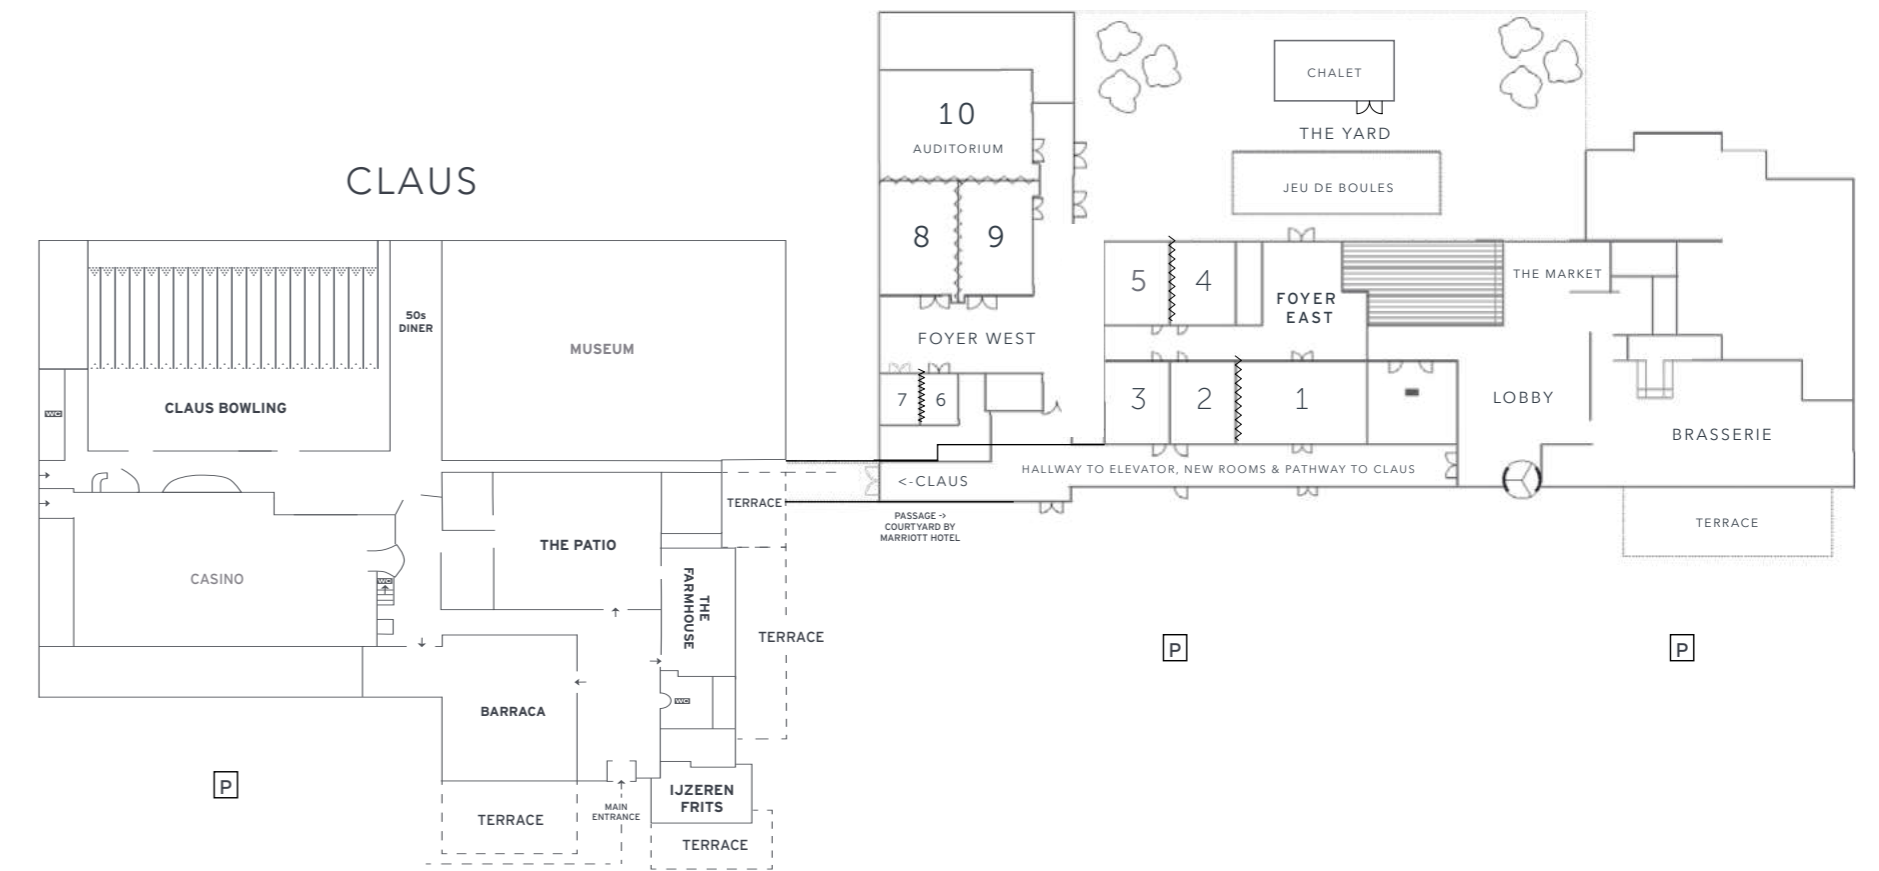 CLAUS
50s
DINER
MUSEUM
CLAUS BOWLING
WC
CASINO
WC
THE PATIO
TERRACE
THE
FARMHOUSE
TERRACE
BARRACA
WC
IJZEREN
FRITS
MAIN
ENTRANCE
TERRACE
TERRACE
P
10
AUDITORIUM
8
9
FOYER WEST
7
6
CHALET
THE YARD
JEU DE BOULES
5
4
FOYER
EAST
THE MARKET
3
2
1
LOBBY
BRASSERIE
HALLWAY TO ELEVATOR, NEW ROOMS & PATHWAY TO CLAUS
<-CLAUS
PASSAGE ->
COURTYARD BY
MARRIOTT HOTEL
TERRACE
P
P